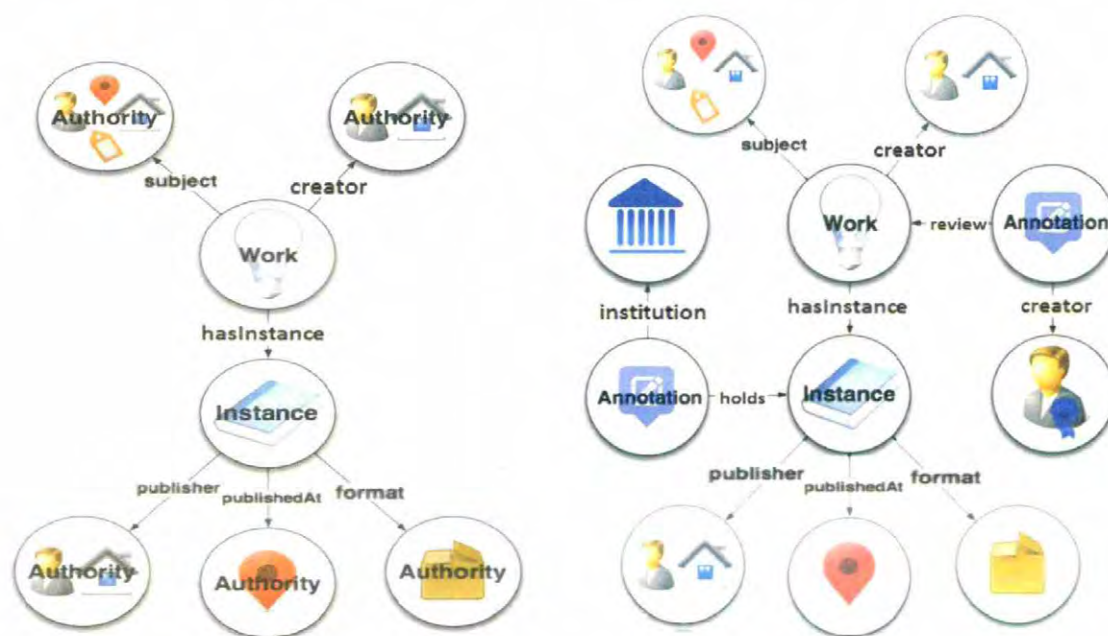 Authority
Authority
subject
creator
Work
hasInstance
Instance
publisher
publishedAt
format
Authority
Authority
Authority
subject
creator
Work
review
Annotation
institution
hasInstance
creator
Annotation
holds
Instance
publisher
publishedAt
format